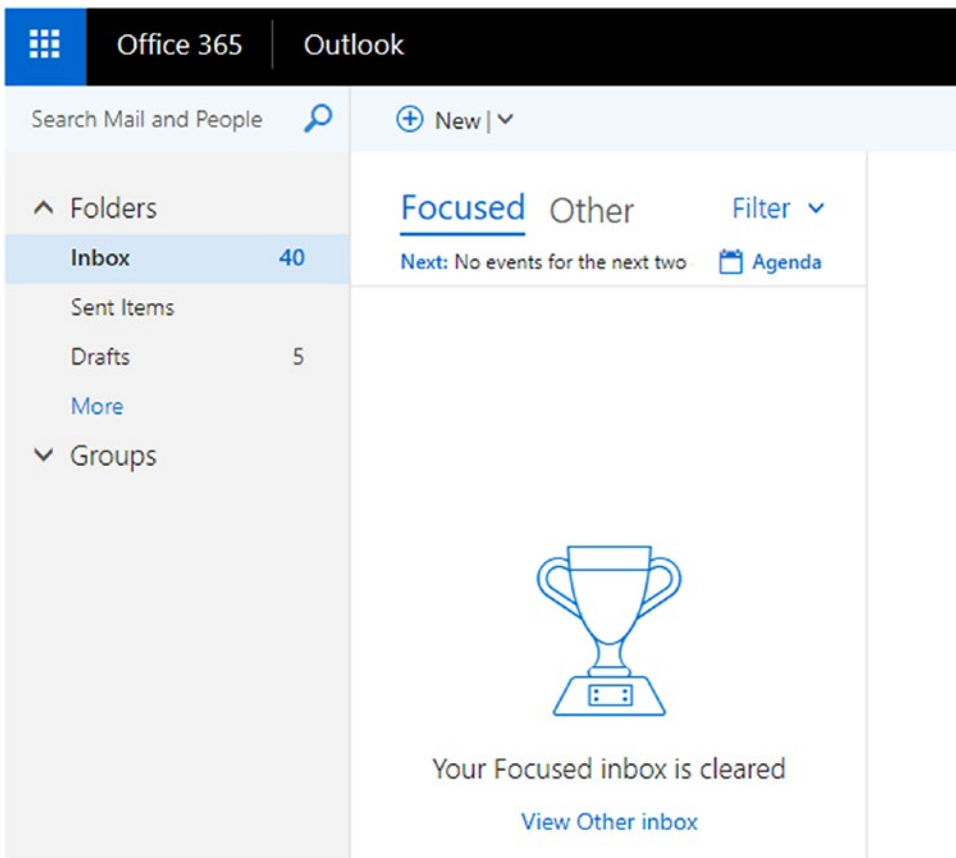 Office 365 Outlook
Search Mail and People
New
Folders
Inbox 40
Sent Items
Drafts 5
More
Groups
Focused Other Filter
Next: No events for the next two Agenda
Your Focused inbox is cleared
View Other inbox